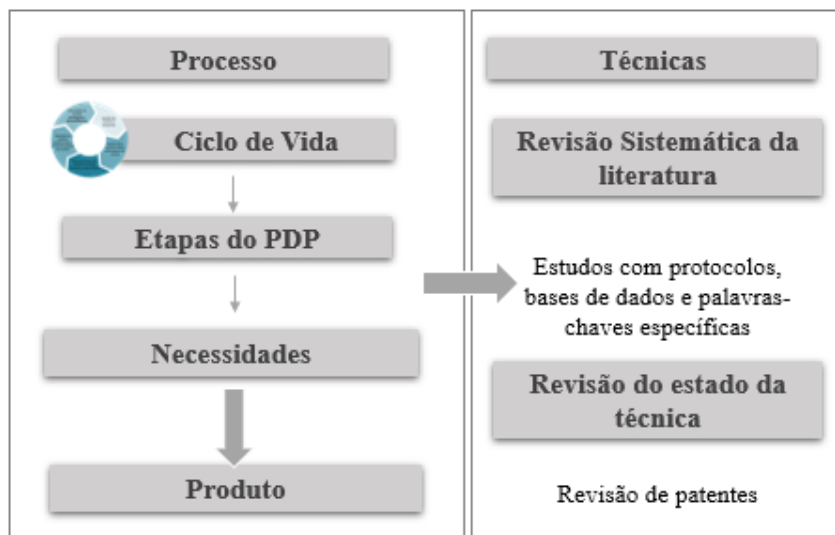 Processo
Ciclo de Vida
Etapas do PDP
Necessidades
Produto
Técnicas
Revisão Sistemática da
literatura
Estudos com protocolos,
bases de dados e palavras-
chaves específicas
Revisão do estado da
técnica
Revisão de patentes